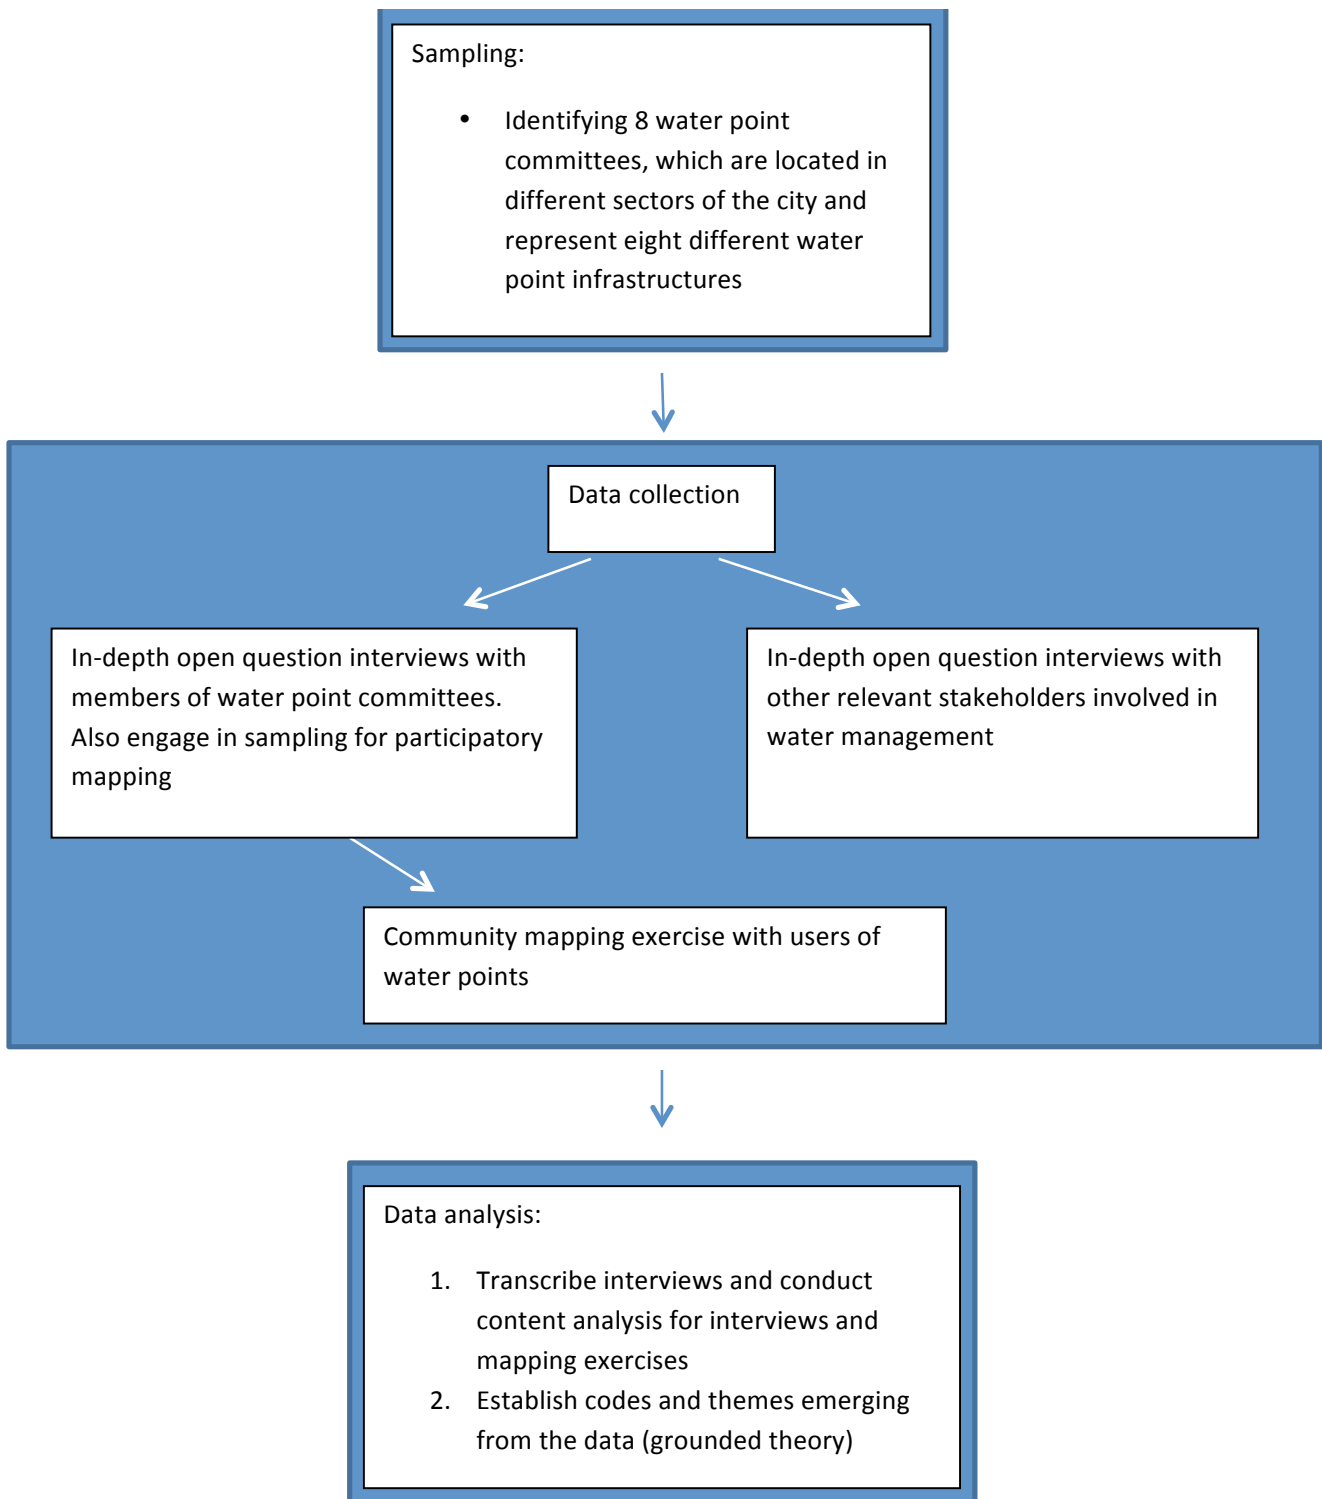 Sampling:
• Identifying 8 water point
committees, which are located in
different sectors of the city and
represent eight different water
point infrastructures
Data collection
In-depth open question interviews with
members of water point committees.
Also engage in sampling for participatory
mapping
In-depth open question interviews with
other relevant stakeholders involved in
water management
Community mapping exercise with users of
water points
Data analysis:
1. Transcribe interviews and conduct
content analysis for interviews and
mapping exercises
2. Establish codes and themes emerging
from the data (grounded theory)